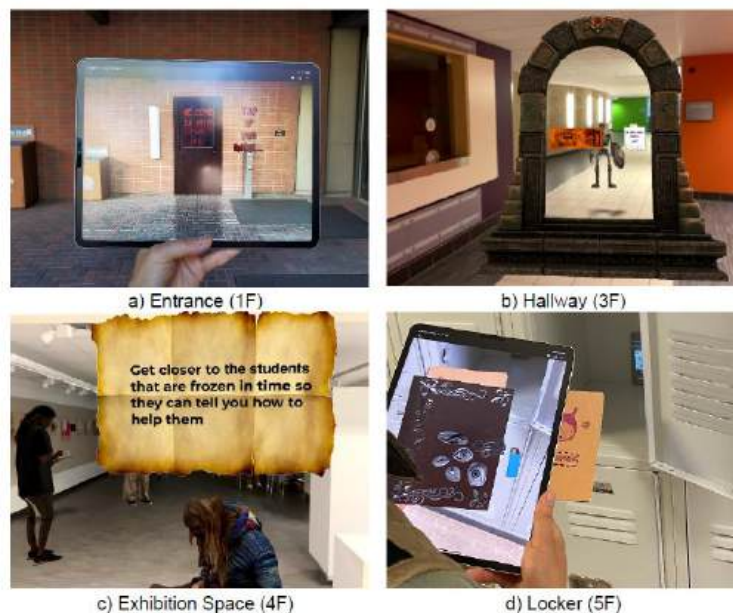 a) Entrance (1F)
b) Hallway (3F)
Get closer to the students
that are frozen in time so
they can tell you how to
help them
c) Exhibition Space (4F)
d) Locker (5F)